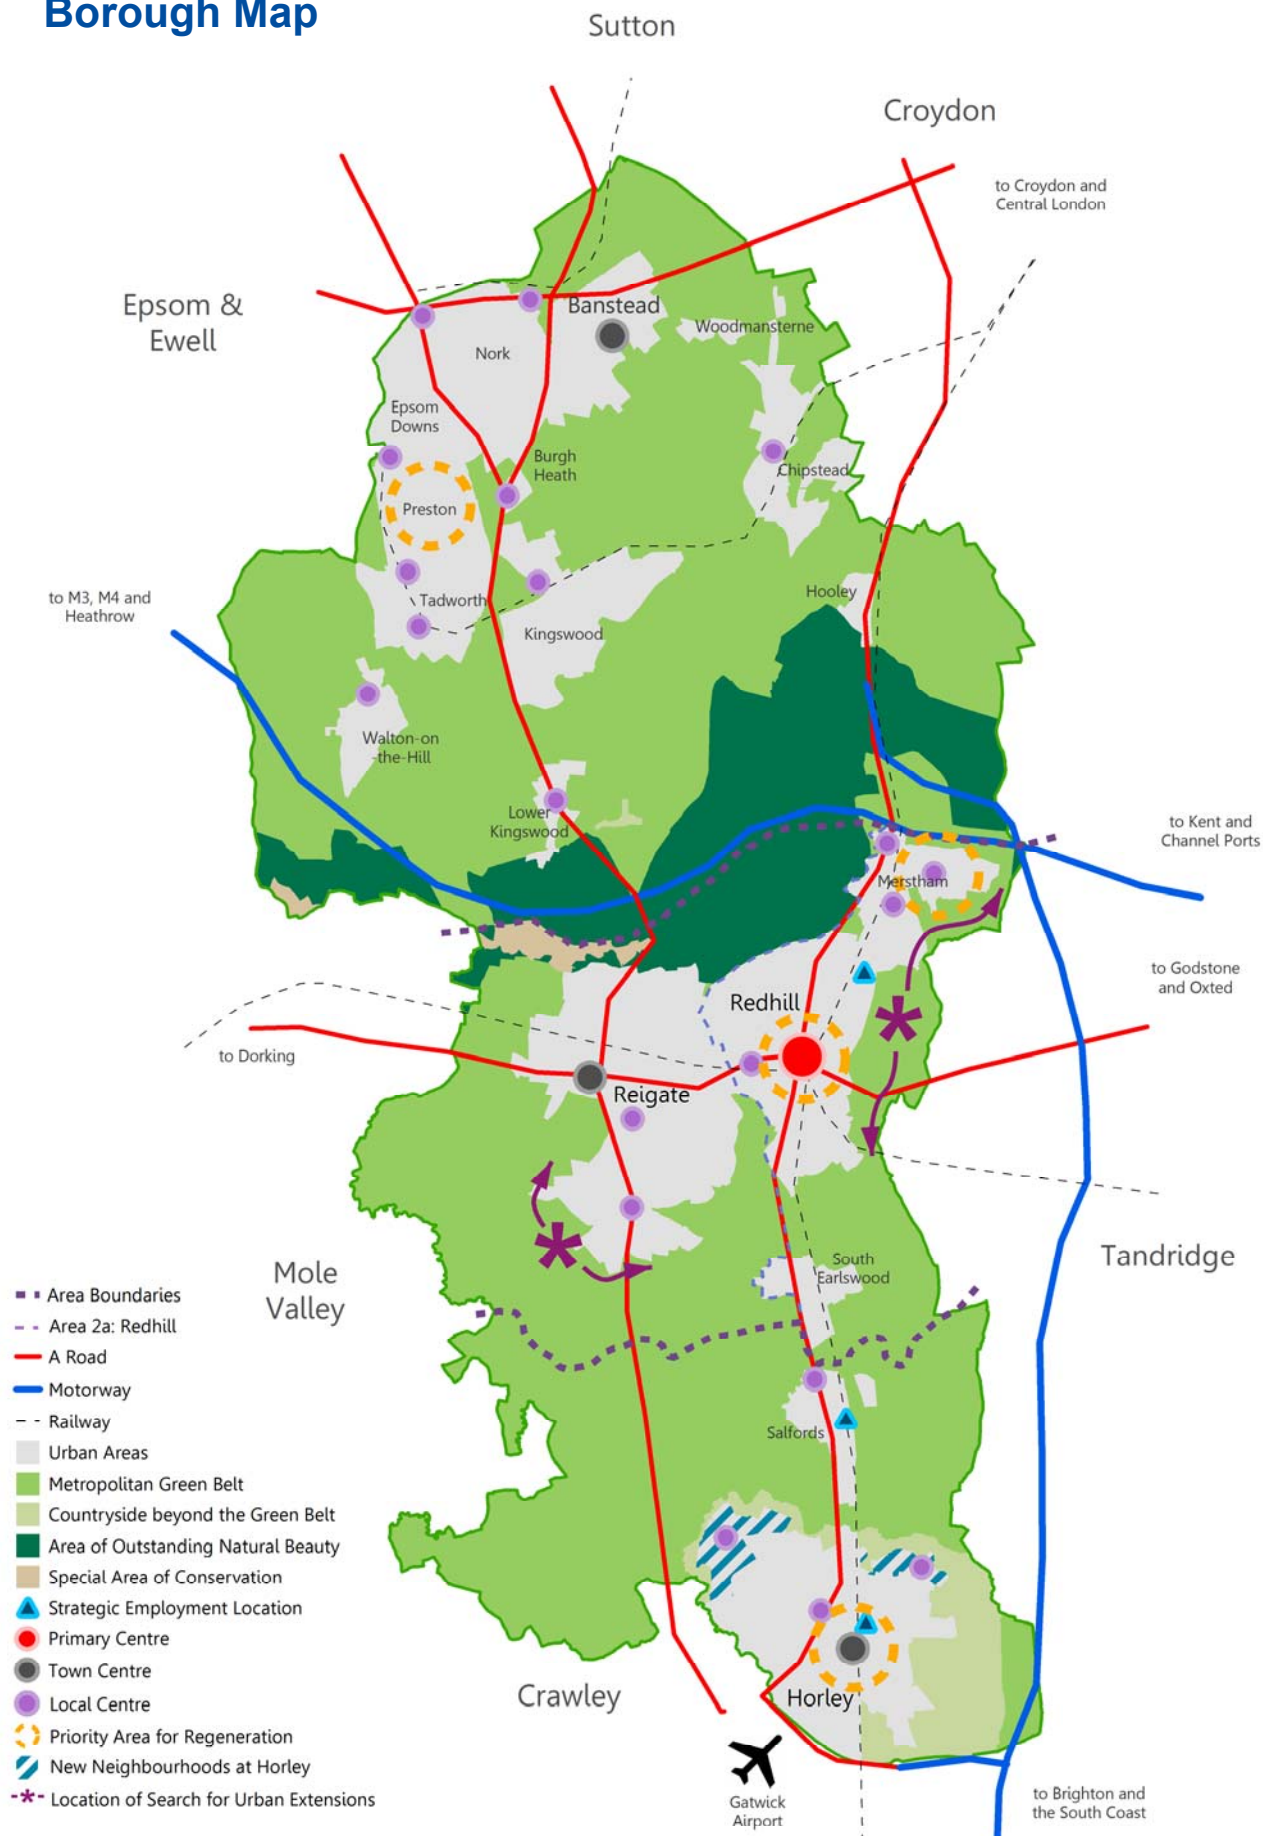 Borough Map
Sutton
Croydon
to Croydon and
Central London
Epsom &
Ewell
Banstead
Woodmansterne
Nork
Epsom
Downs
Burgh
Heath
Chipstead
Preston
to M3, M4 and
Heathrow
Hooley
Tadworth
Kingswood
Walton-on
-the-Hill
Lower
Kingswood
to Kent and
Channel Ports
Merstham
to Godstone
and Oxted
Redhill
to Dorking
Reigate
Tandridge
Mole
Valley
South
Earlswood
Salfords
Crawley
Horley
Gatwick
Airport
to Brighton and
the South Coast
Area Boundaries
Area 2a: Redhill
A Road
Motorway
Railway
Urban Areas
Metropolitan Green Belt
Countryside beyond the Green Belt
Area of Outstanding Natural Beauty
Special Area of Conservation
Strategic Employment Location
Primary Centre
Town Centre
Local Centre
Priority Area for Regeneration
New Neighbourhoods at Horley
Location of Search for Urban Extensions